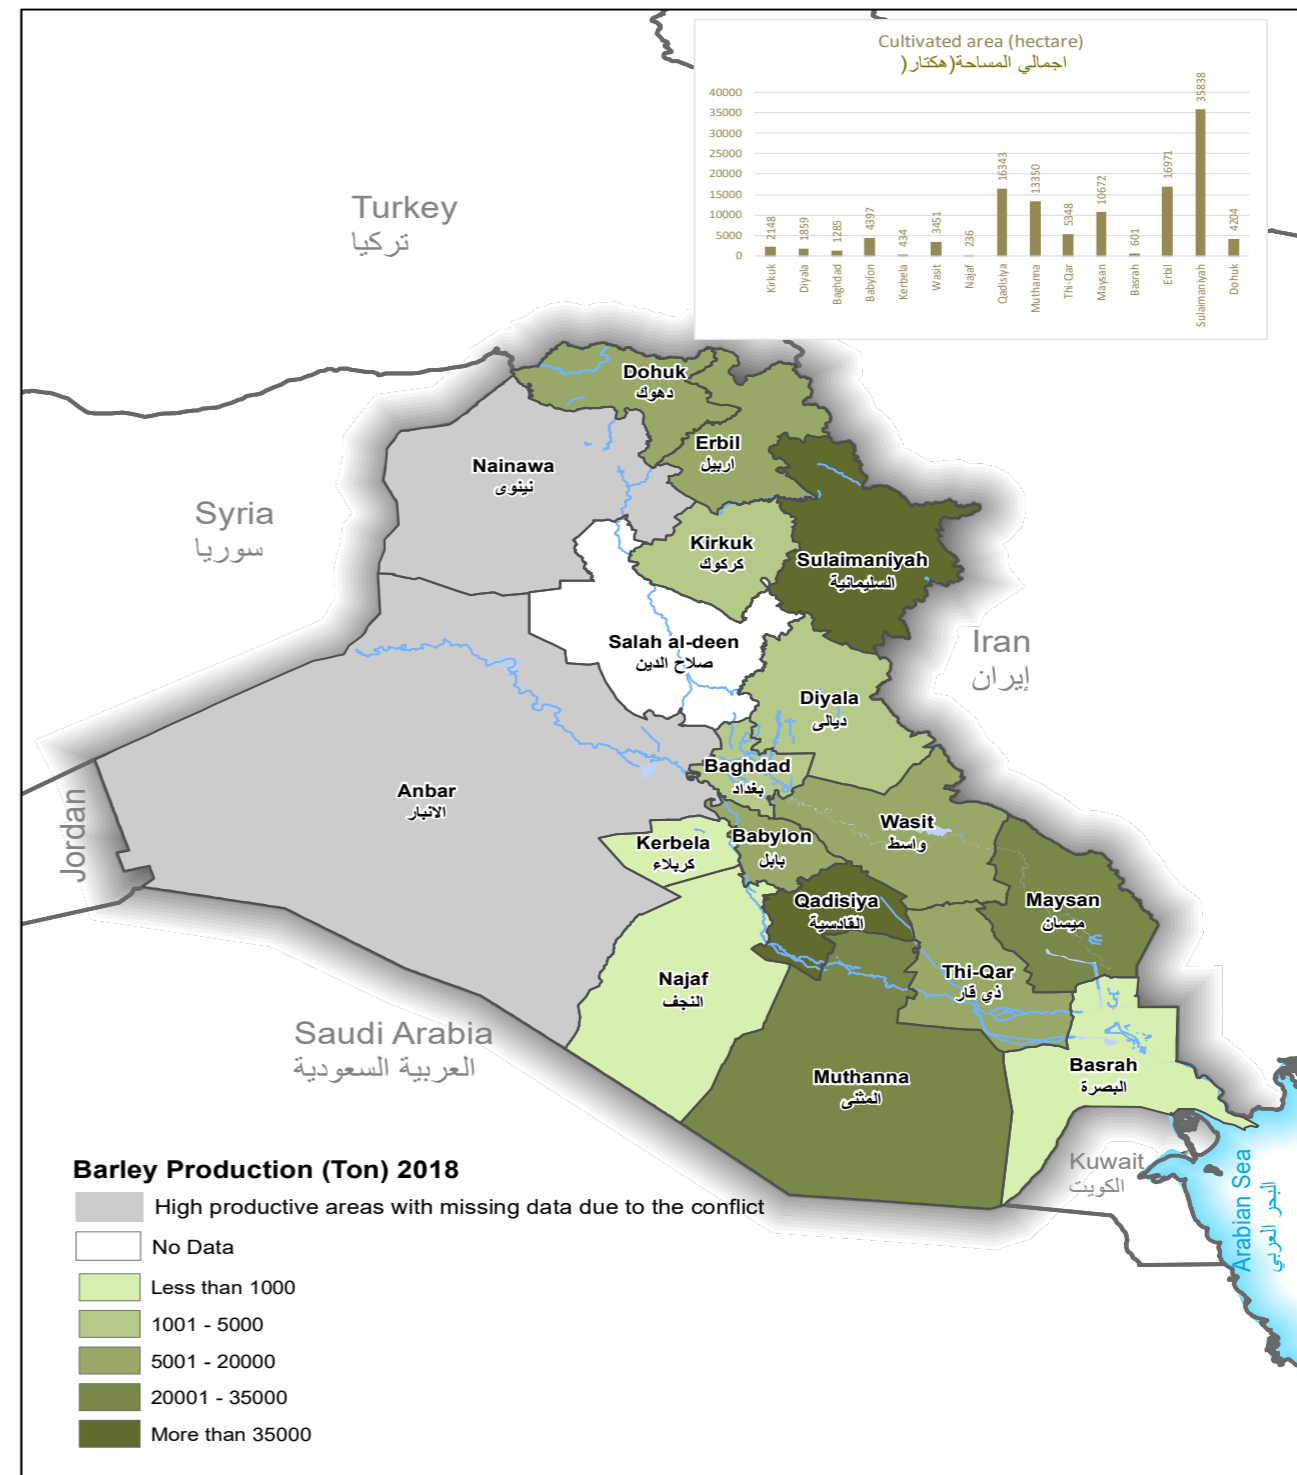 Cultivated area (hectare)
اجمالي المساحة(هكتار(
40000
35000
30000
25000
20000
15000
10000
5000
0
2148
1859
1285
4397
434
3451
236
16343
13350
5348
10672
601
16971
35838
4204
Kirkuk
Diyala
Baghdad
Babylon
Kerbela
Wasit
Najaf
Qadisiya
Muthanna
Thi-Qar
Maysan
Basrah
Erbil
Sulaimaniyah
Dohuk
Turkey
تركيا
Dohuk
دهوك
Erbil
اربيل
Nainawa
نينوى
Syria
سوريا
Kirkuk
كركوك
Sulaimaniyah
السليمانية
Salah al-deen
صلاح الدين
Iran
إيران
Diyala
ديالى
Baghdad
بغداد
Anbar
الانبار
Jordan
Wasit
واسط
Kerbela
كربلاء
Babylon
بابل
Qadisiya
القادسية
Maysan
ميسان
Najaf
النجف
Thi-Qar
ذي قار
Saudi Arabia
العربية السعودية
Muthanna
المثنى
Basrah
البصرة
Kuwait
الكويت
Arabian Sea
البحر العربي
Barley Production (Ton) 2018
High productive areas with missing data due to the conflict
No Data
Less than 1000
1001 - 5000
5001 - 20000
20001 - 35000
More than 35000